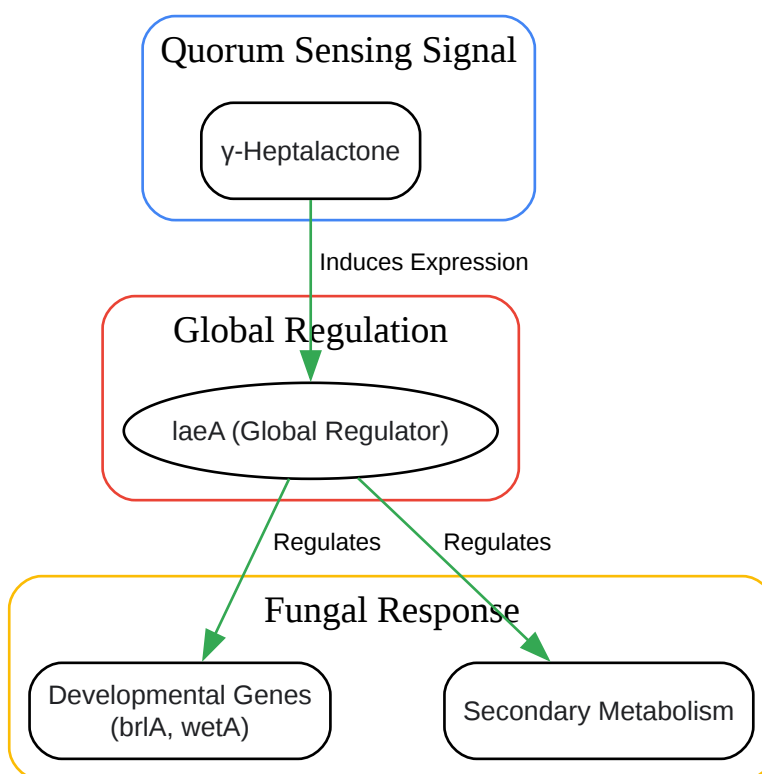 Quorum Sensing Signal
γ-Heptalactone
Induces Expression
Global Regulation
laeA (Global Regulator)
Regulates
Regulates
Fungal Response
Developmental Genes
(brlA, wetA)
Secondary Metabolism